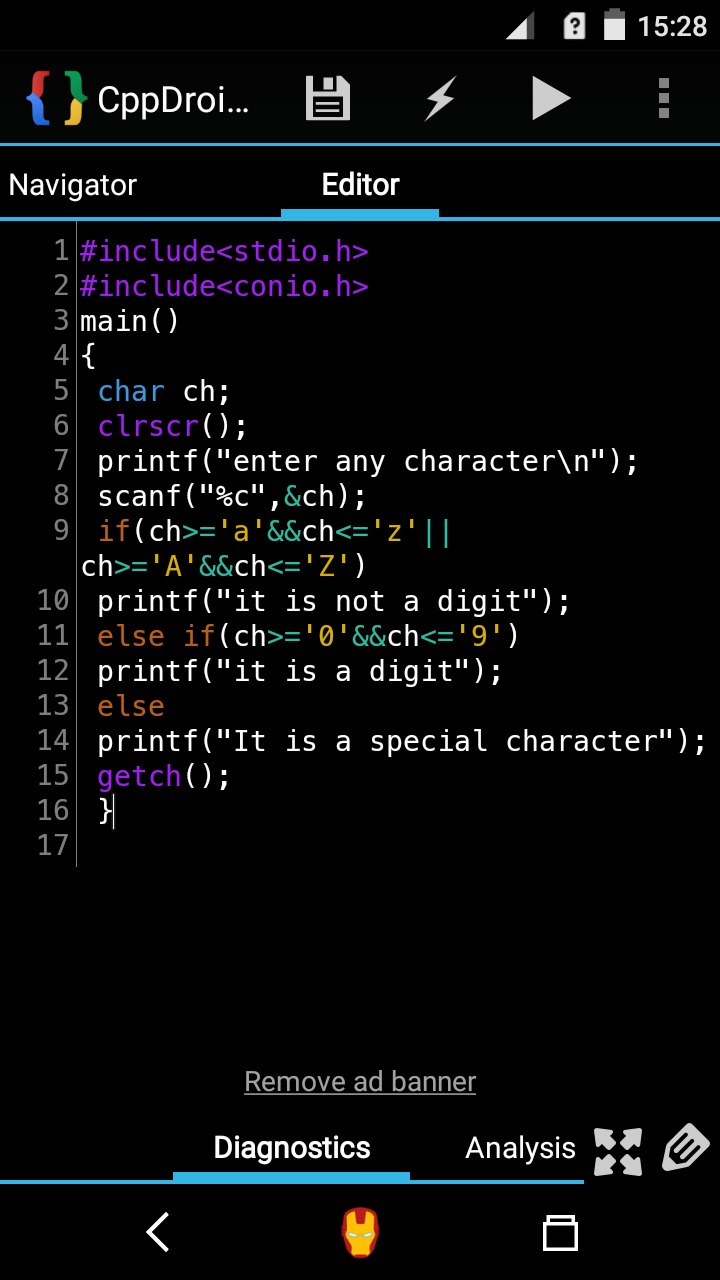 15:28
CppDroi...
Navigator Editor
1 #include<stdio.h>
2 #include<conio.h>
3 main()
4 {
5 char ch;
6 clrscr();
7 printf("enter any character\n");
8 scanf("%c",&ch);
9 if(ch>='a'&&ch<='z'||
ch>='A'&&ch<='Z')
10 printf("it is not a digit");
11 else if(ch>='0'&&ch<='9')
12 printf("it is a digit");
13 else
14 printf("It is a special character");
15 getch();
16 }
17
Remove ad banner
Diagnostics Analysis